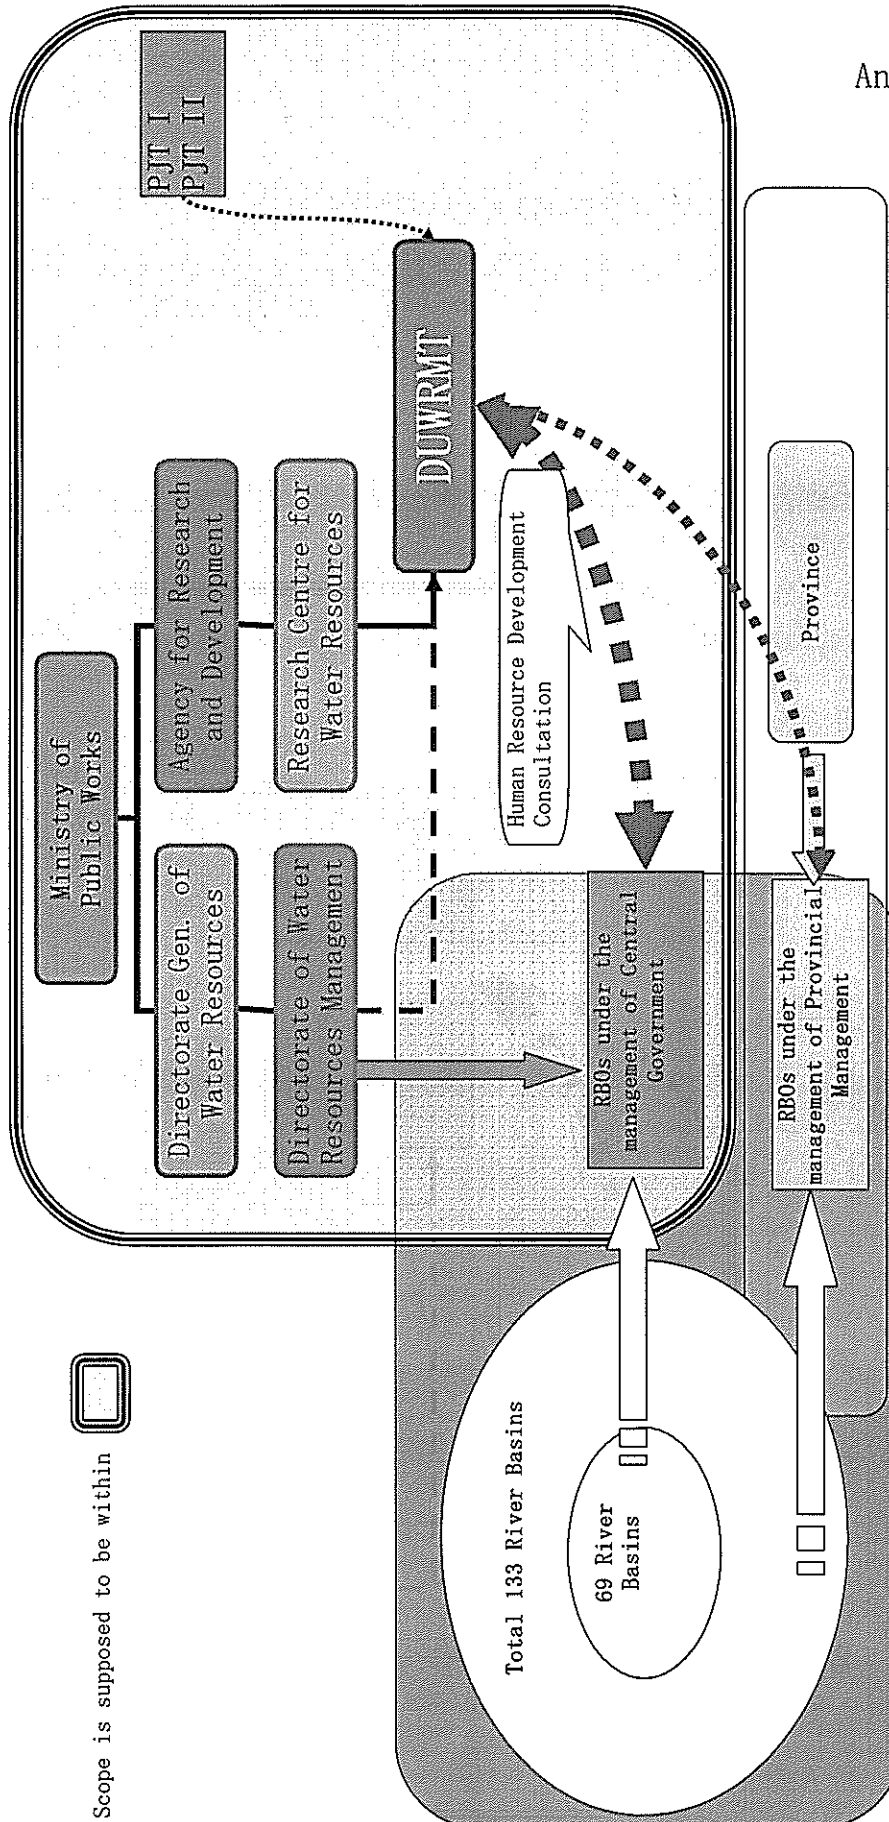 Scope is supposed to be within
Ministry of
Public Works
Directorate Gen. of
Water Resources
Agency for Research
and Development
PJT I
PJT II
Directorate of Water
Resources Management
Research Centre for
Water Resources
DUWRMT
Human Resource Development
Consultation
Total 133 River Basins
69 River
Basins
RBOs under the
management of Central
Government
RBOs under the
management of Provincial
Management
Province
An